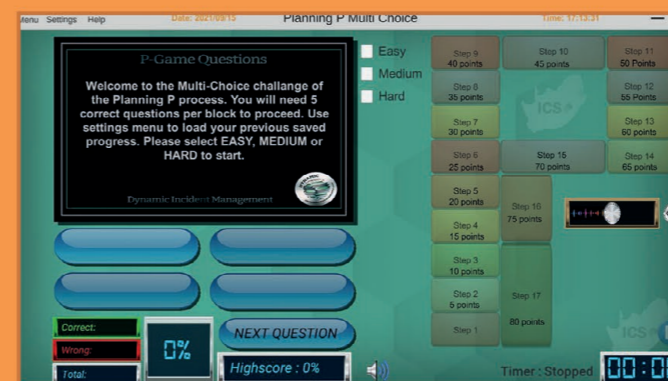 Menu Settings Help
Date: 2021/09/15
Planning P Multi Choice
Time: 17:13:31
P-Game Questions
Welcome to the Multi-Choice challange of
the Planning P process. You will need 5
correct questions per block to proceed. Use
settings menu to load your previous saved
progress. Please select EASY, MEDIUM or
HARD to start.
Dynamic Incident Management
Easy
Medium
Hard
Step 9
40 points
Step 10
45 points
Step 11
50 Points
Step 8
35 points
Step 12
55 Points
ICS
Step 7
30 points
Step 13
60 points
Step 6
25 points
Step 15
70 points
Step 14
65 points
Step 5
20 points
Step 16
75 points
Step 4
15 points
Step 3
10 points
Step 2
5 points
Step 17
80 points
Step 1
ICS
Correct:
Wrong:
Total:
0%
NEXT QUESTION
Highscore : 0%
Timer : Stopped